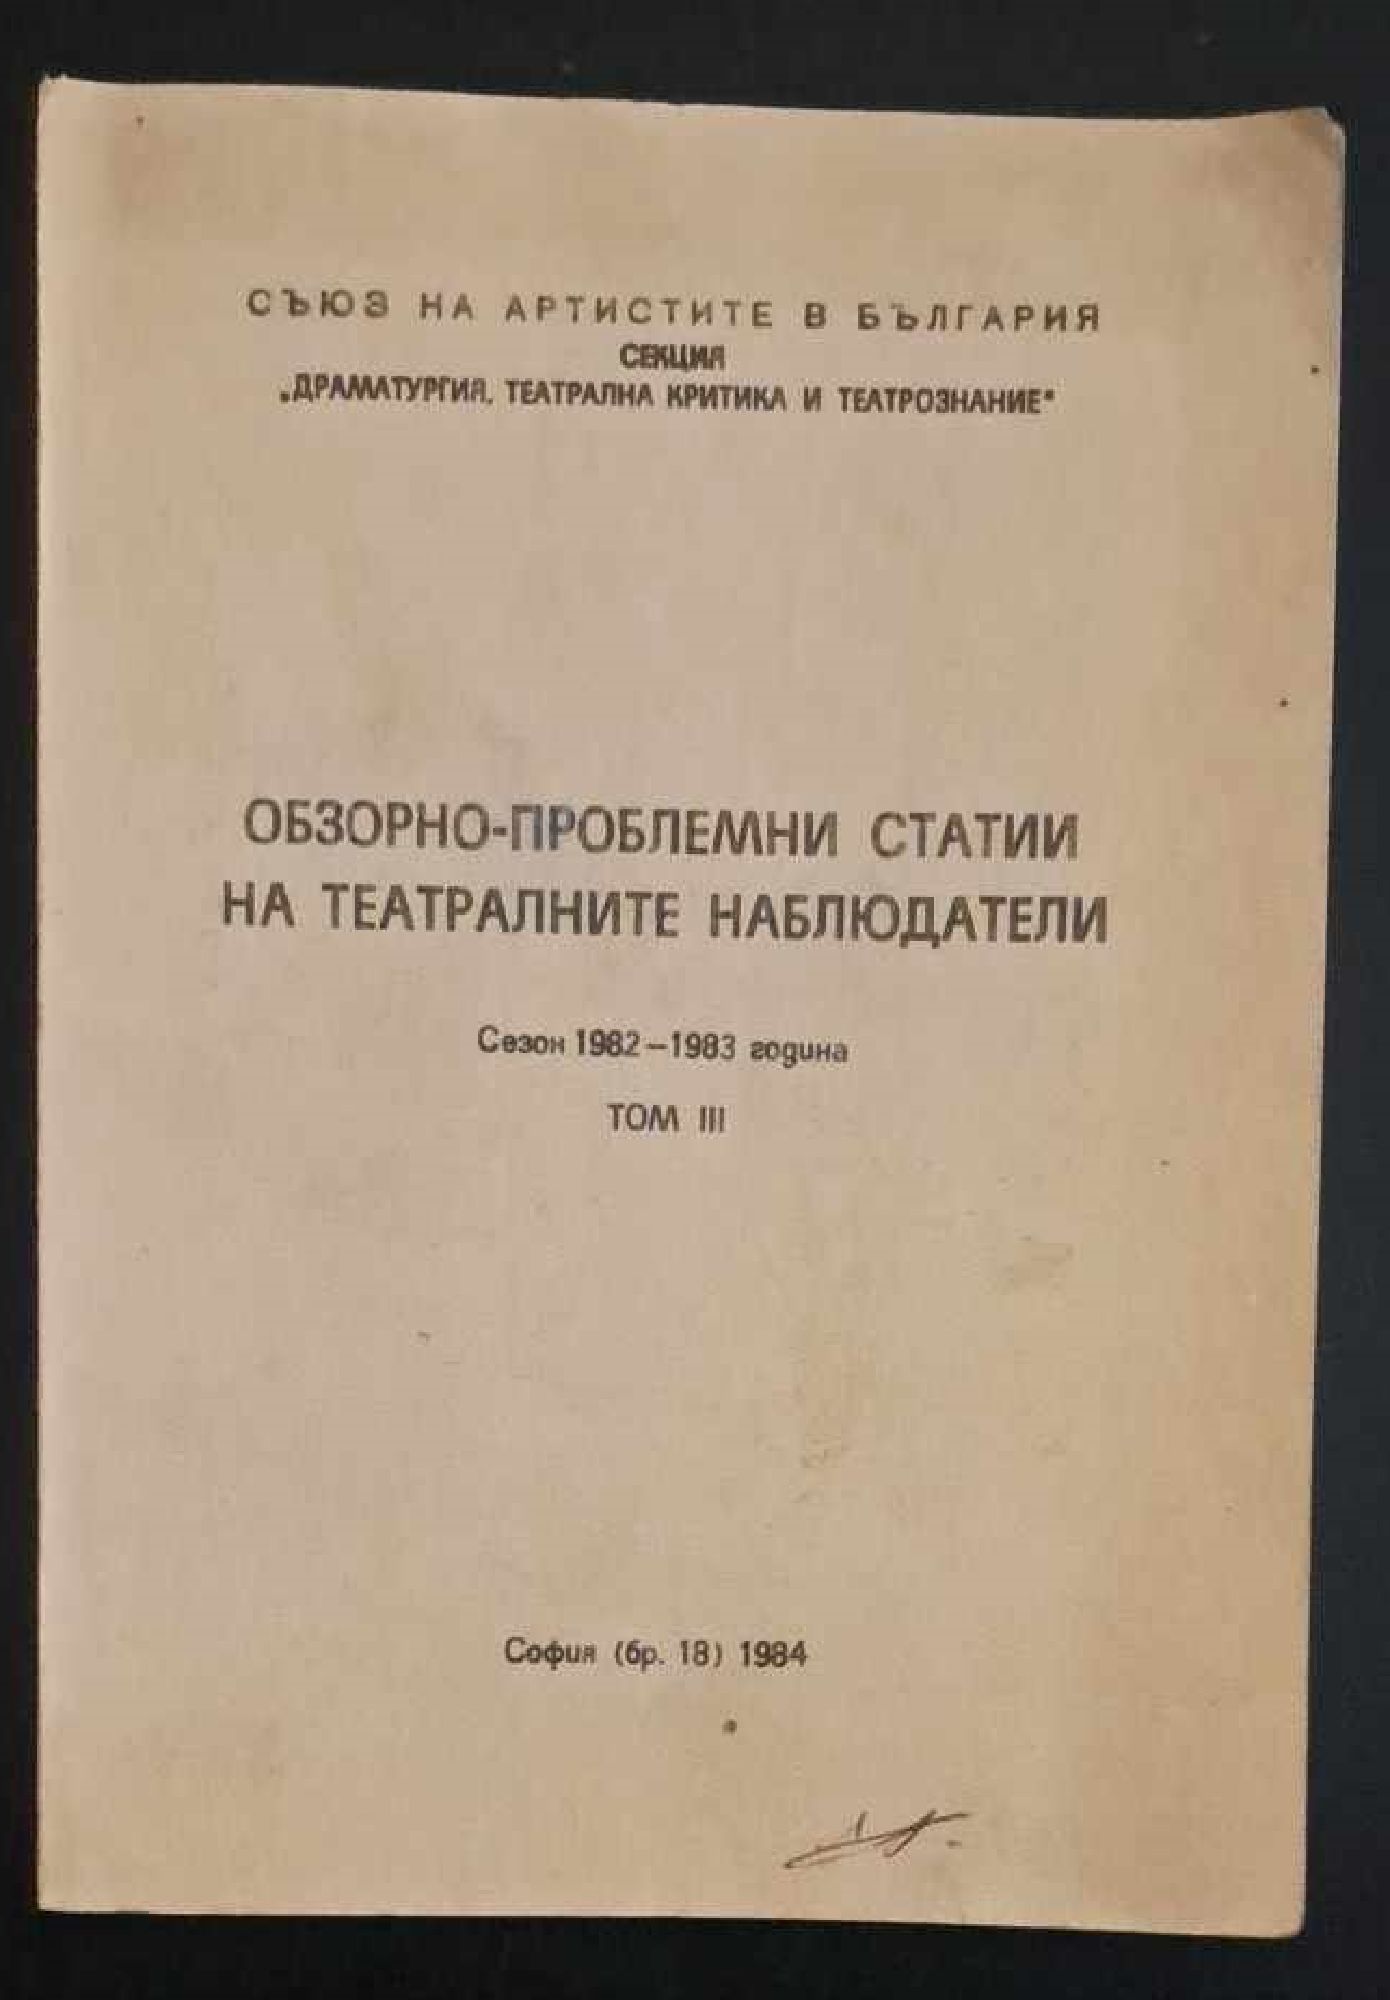 СЪЮЗ НА АРТИСТИТЕ В БЪЛГАРИЯ
СЕКЦИЯ
„ДРАМАТУРГИЯ, ТЕАТРАЛНА КРИТИКА И ТЕАТРОЗНАНИЕ“
ОБЗОРНО-ПРОБЛЕМНИ СТАТИИ
НА ТЕАТРАЛНИТЕ НАБЛЮДАТЕЛИ
Сезон 1982–1983 година
ТОМ III
София (бр. 18) 1984